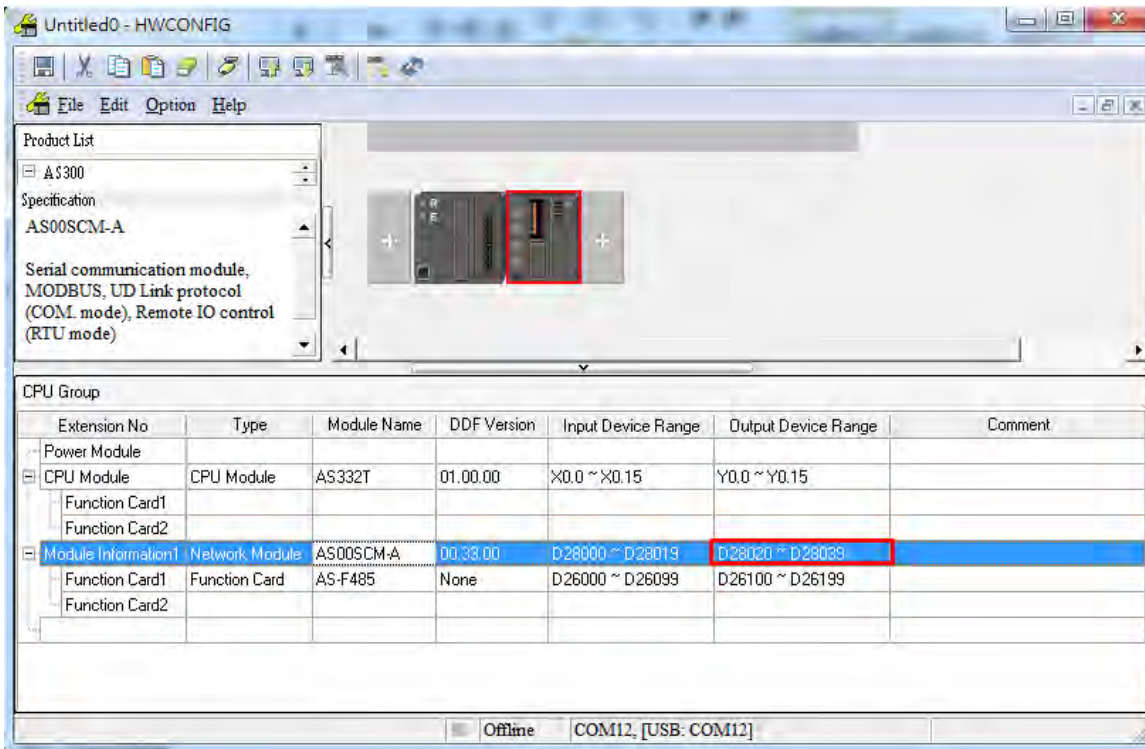 Untitled0 - HWCONFIG
File Edit Option Help
Product List
AS300
Specification
AS00SCM-A
Serial communication module,
MODBUS, UD Link protocol
(COM. mode), Remote IO control
(RTU mode)
R
E
CPU Group
Extension No Type Module Name DDF Version Input Device Range Output Device Range Comment
Power Module
CPU Module CPU Module AS332T 01.00.00 X0.0 ~ X0.15 Y0.0 ~ Y0.15
Function Card1
Function Card2
Module Information1 Network Module AS00SCM-A 00.33.00 D28000 ~ D28019 D28020 ~ D28039
Function Card1 Function Card AS-F485 None D26000 ~ D26099 D26100 ~ D26199
Function Card2
Offline COM12, [USB: COM12]